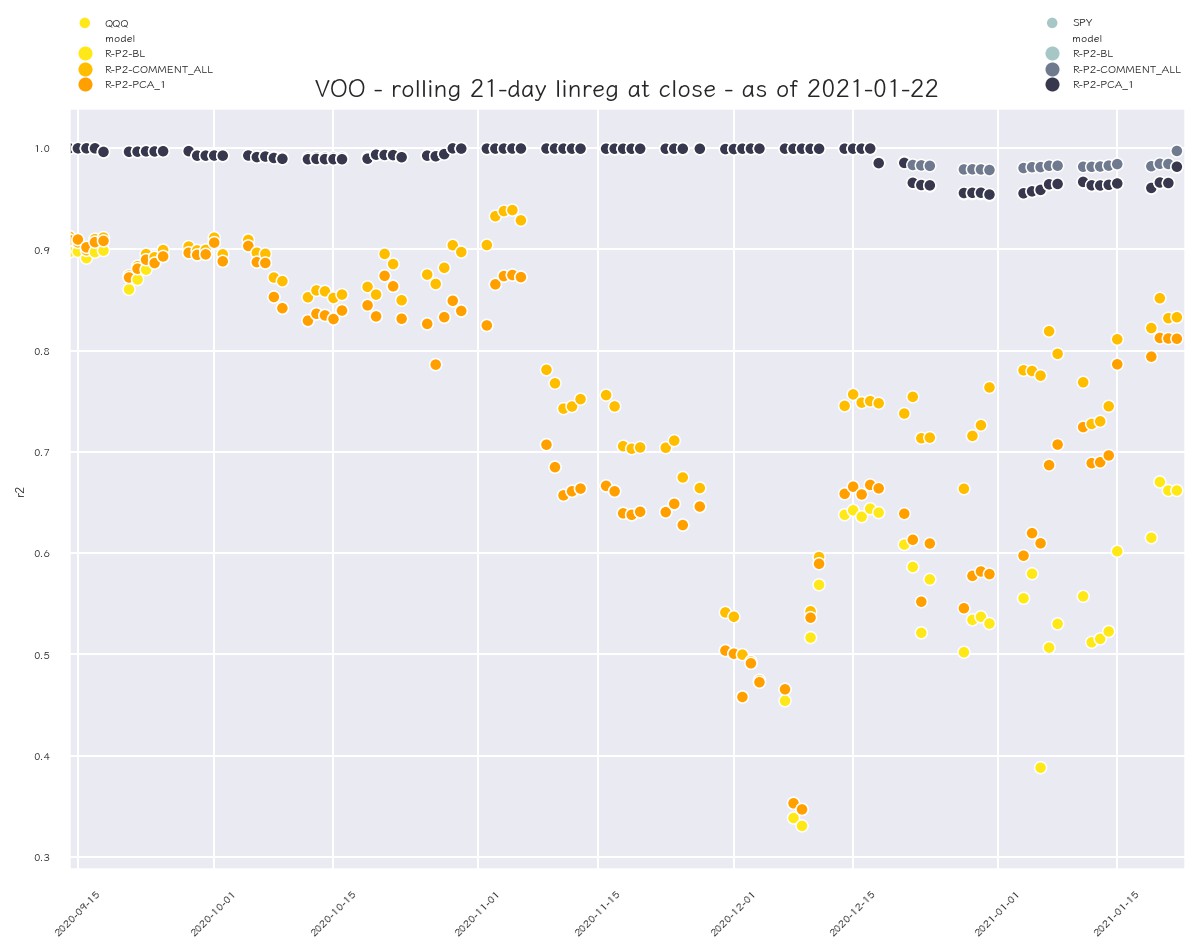 QQQ
model
R-P2-BL
R-P2-COMMENT_ALL
R-P2-PCA_1
SPY
model
R-P2-BL
R-P2-COMMENT_ALL
R-P2-PCA_1
VOO - rolling 21-day linreg at close - as of 2021-01-22
1.0
0.9
0.8
0.7
0.6
0.5
0.4
0.3
r2
2020-09-15
2020-10-01
2020-10-15
2020-11-01
2020-11-15
2020-12-01
2020-12-15
2021-01-01
2021-01-15